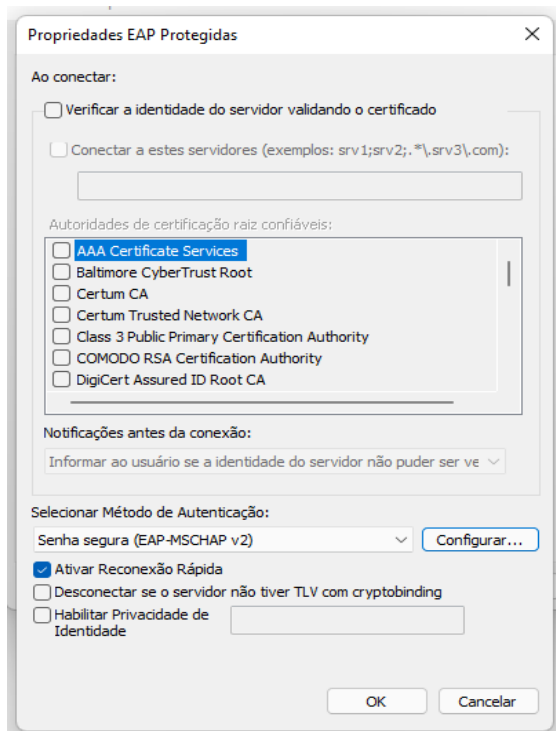 Propriedades EAP Protegidas
Ao conectar:
Verificar a identidade do servidor validando o certificado
Conectar a estes servidores (exemplos: srv1;srv2;.*\.srv3\.com):
Autoridades de certificação raiz confiáveis:
AAA Certificate Services
Baltimore CyberTrust Root
Certum CA
Certum Trusted Network CA
Class 3 Public Primary Certification Authority
COMODO RSA Certification Authority
DigiCert Assured ID Root CA
Notificações antes da conexão:
Informar ao usuário se a identidade do servidor não puder ser ve
Selecionar Método de Autenticação:
Senha segura (EAP-MSCHAP v2)
Configurar...
Ativar Reconexão Rápida
Desconectar se o servidor não tiver TLV com cryptobinding
Habilitar Privacidade de
Identidade
OK
Cancelar